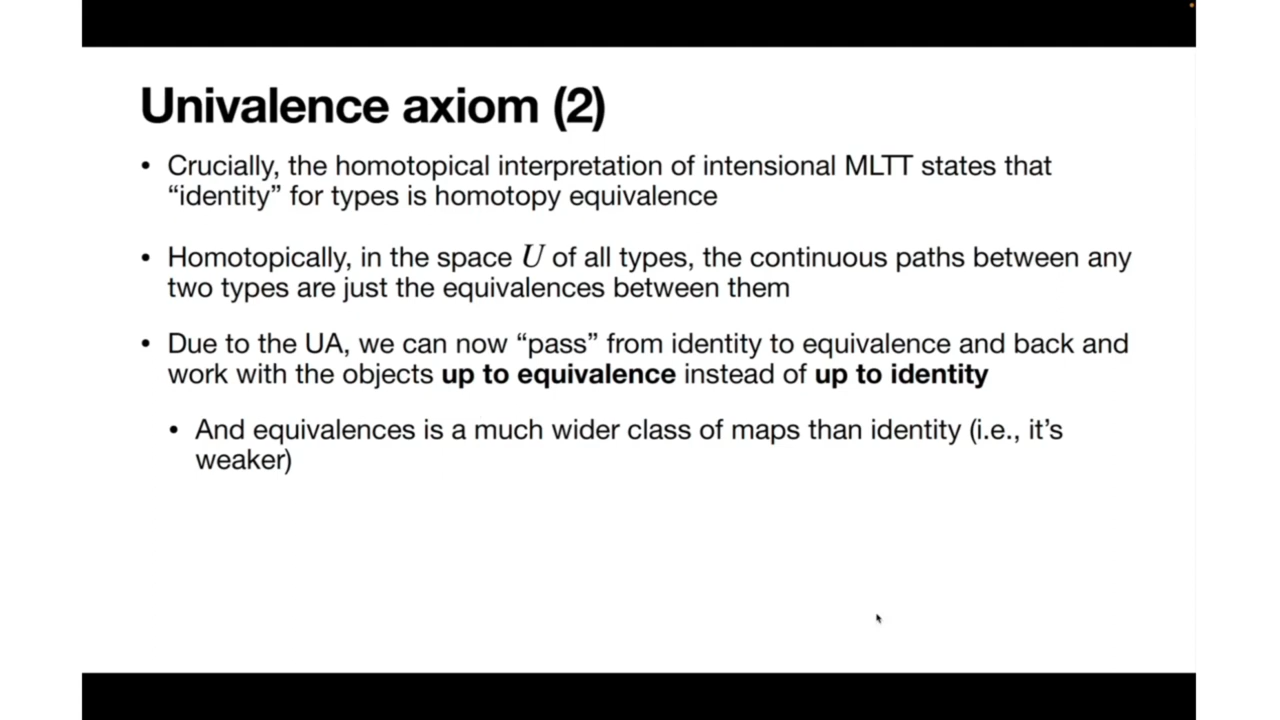 Univalence axiom (2)
• Crucially, the homotopical interpretation of intensional MLTT states that
“identity” for types is homotopy equivalence
• Homotopically, in the space U of all types, the continuous paths between any
two types are just the equivalences between them
• Due to the UA, we can now “pass” from identity to equivalence and back and
work with the objects up to equivalence instead of up to identity
• And equivalences is a much wider class of maps than identity (i.e., it’s
weaker)